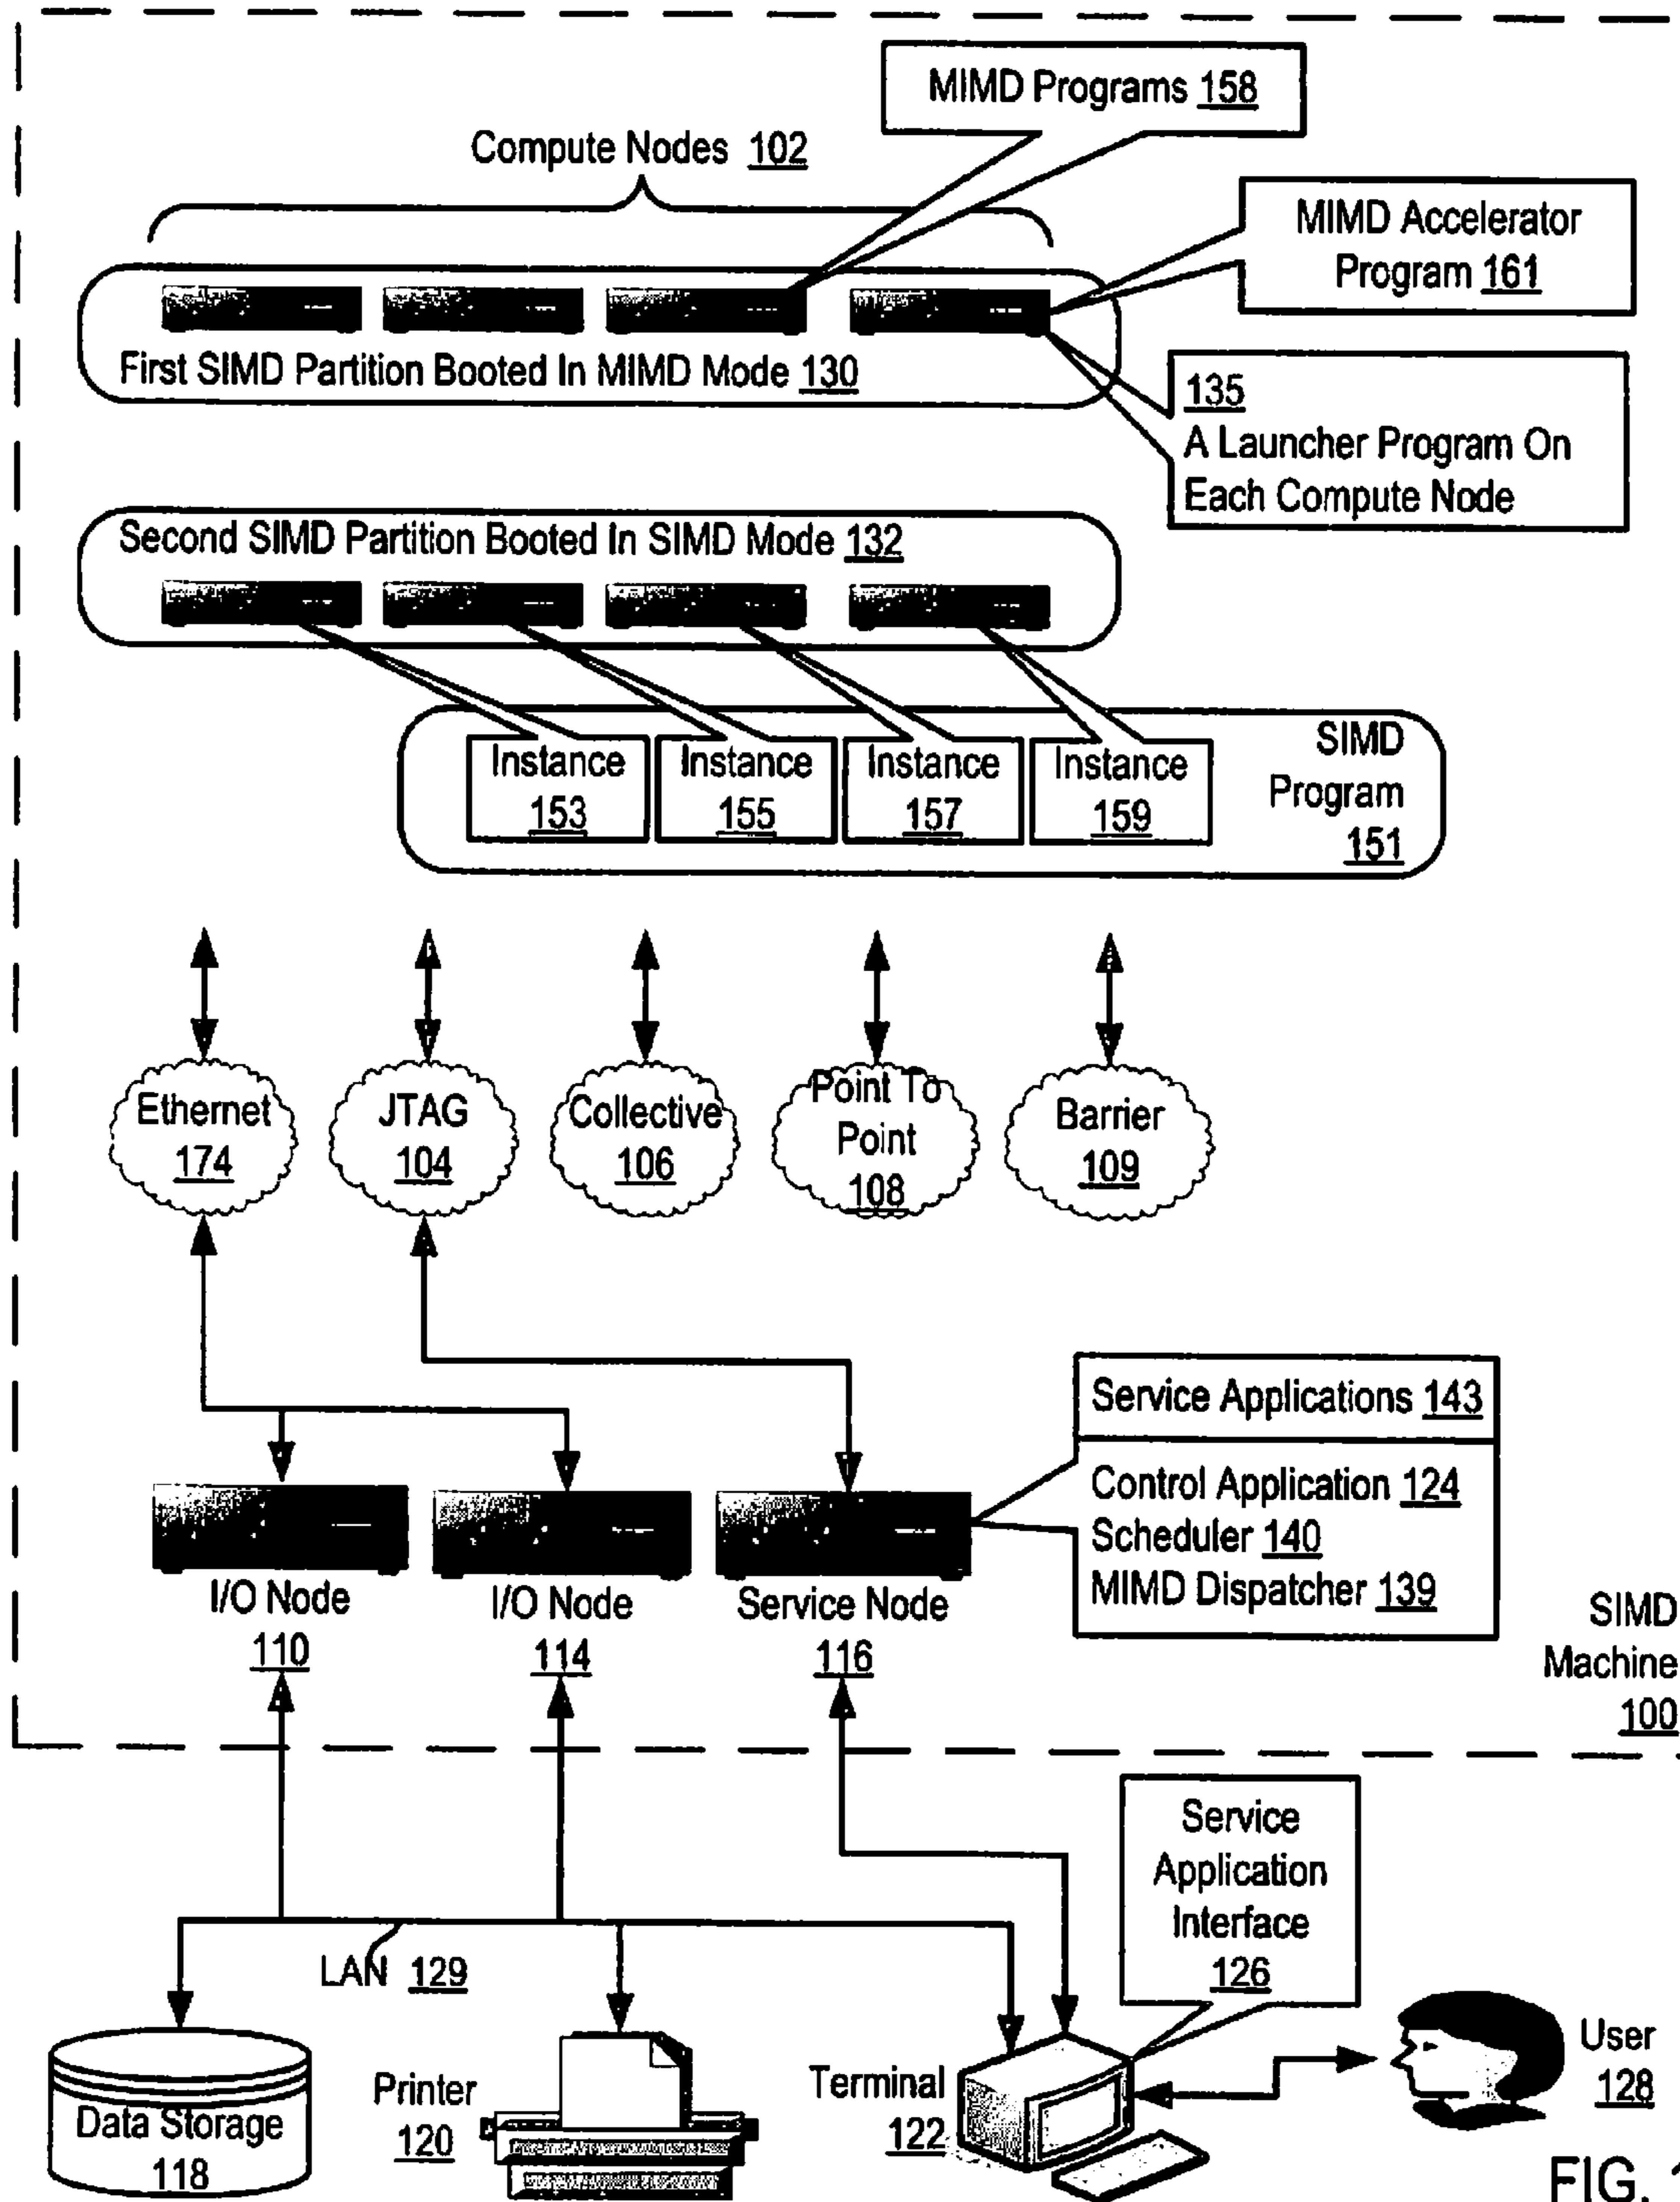 MIMD Programs 158
Compute Nodes 102
MIMD Accelerator
Program 161
First SIMD Partition Booted In MIMD Mode 130
135
A Launcher Program On
Each Compute Node
Second SIMD Partition Booted In SIMD Mode 132
Instance
153
Instance
155
Instance
157
Instance
159
SIMD
Program
151
Ethernet
174
JTAG
104
Collective
106
Point To
Point
108
Barrier
109
Service Applications 143
Control Application 124
Scheduler 140
MIMD Dispatcher 139
I/O Node
110
I/O Node
114
Service Node
116
SIMD
Machine
100
Service
Application
Interface
126
LAN 129
Data Storage
118
Printer
120
Terminal
122
User
128
FIG. 1